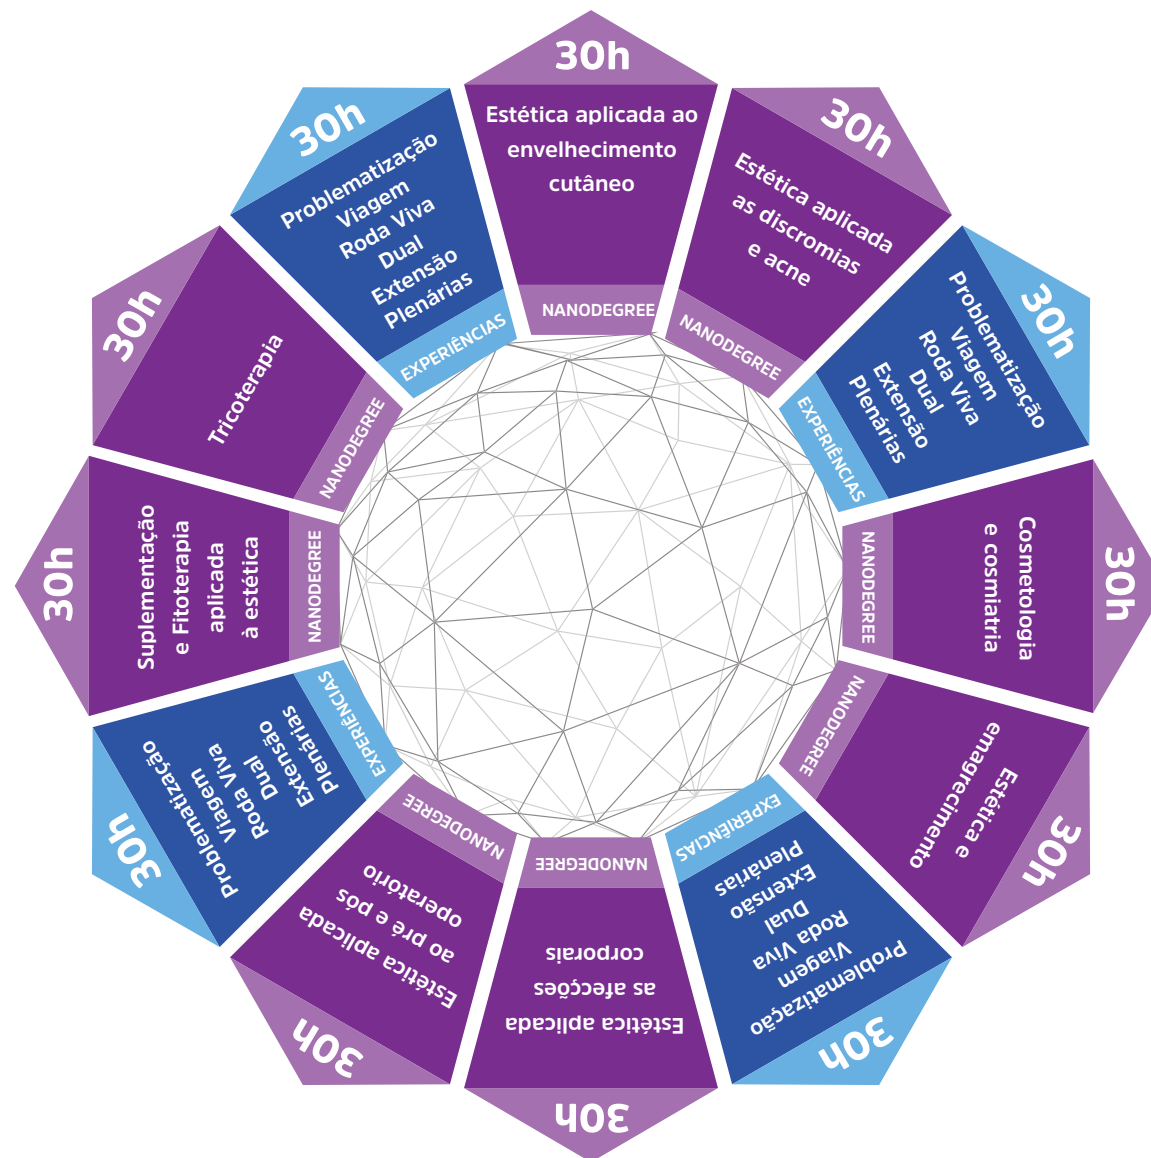 30h
Estética aplicada ao
envelhecimento
cutâneo
NANODEGREE
30h
Estética aplicada
as discromias
e acne
NANODEGREE
30h
Problematização
Viagem
Roda Viva
Dual
Extensão
Plenárias
EXPERIÊNCIAS
30h
Cosmetologia
e cosmiatria
NANODEGREE
30h
Estética e
emagrecimento
NANODEGREE
30h
Problematização
Viagem
Roda Viva
Dual
Extensão
Plenárias
EXPERIÊNCIAS
30h
Estética aplicada
as afecções
corporais
NANODEGREE
30h
Estética aplicada
ao pré e pós
operatório
NANODEGREE
30h
Problematização
Viagem
Roda Viva
Dual
Extensão
Plenárias
EXPERIÊNCIAS
30h
Suplementação
e Fitoterapia
aplicada
à estética
NANODEGREE
30h
Tricoterapia
NANODEGREE
30h
Problematização
Viagem
Roda Viva
Dual
Extensão
Plenárias
EXPERIÊNCIAS